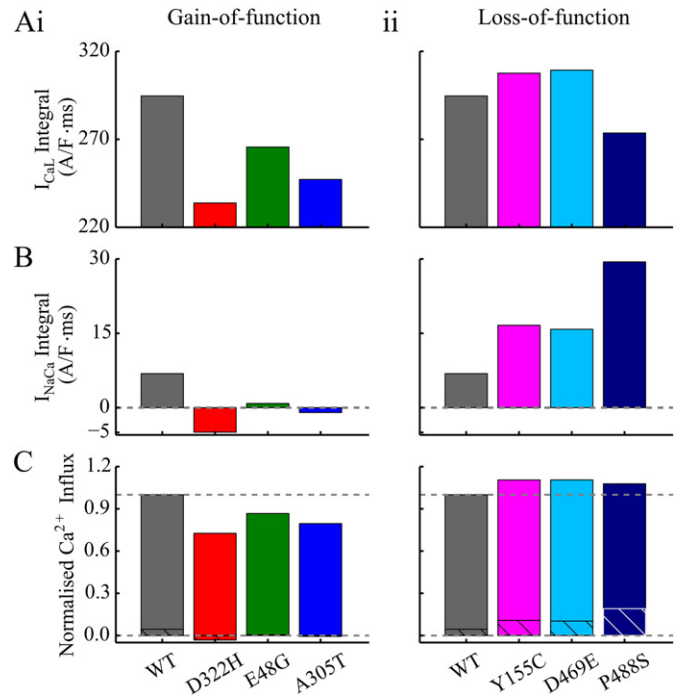 Ai Gain-of-function ii Loss-of-function
I_CaL Integral
(A/F·ms)
320
270
220
B
I_NaCa Integral
(A/F·ms)
30
15
0
−5
C
Normalised Ca²⁺ Influx
1.2
0.9
0.6
0.3
0.0
WT D322H E48G A305T WT Y155C D469E P488S